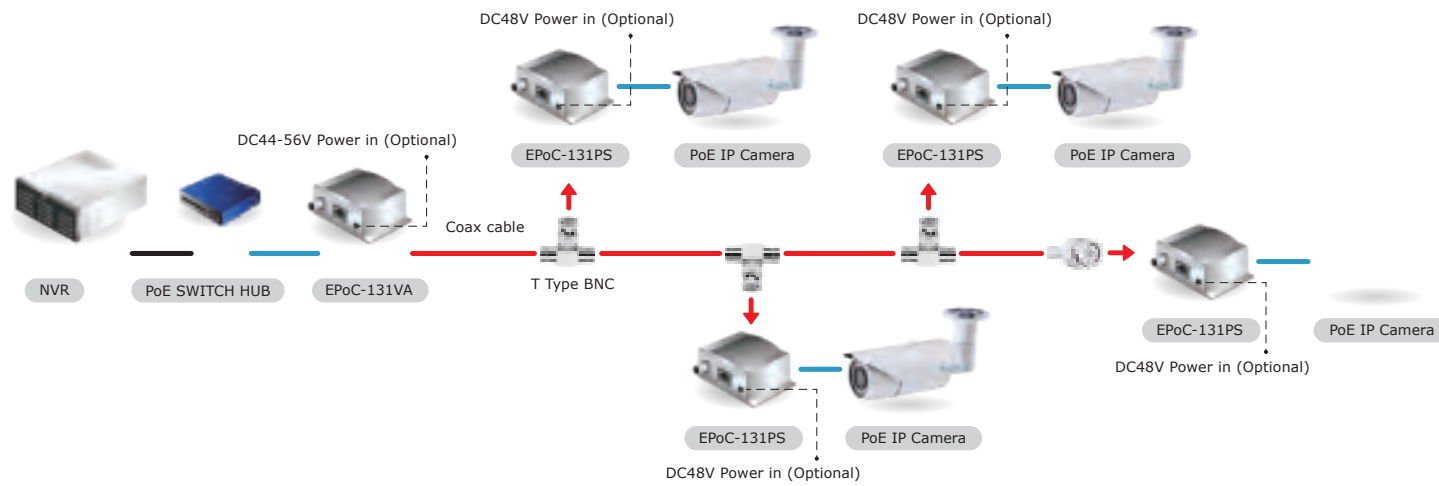 DC48V Power in (Optional)
DC48V Power in (Optional)
DC44-56V Power in (Optional)
EPoC-131PS
PoE IP Camera
EPoC-131PS
PoE IP Camera
Coax cable
T Type BNC
NVR
PoE SWITCH HUB
EPoC-131VA
EPoC-131PS
PoE IP Camera
DC48V Power in (Optional)
EPoC-131PS
PoE IP Camera
DC48V Power in (Optional)